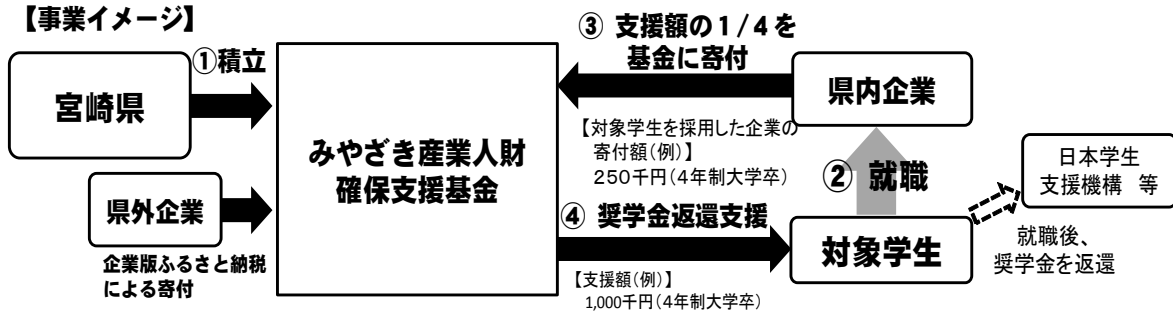 【事業イメージ】
①積立
宮崎県
県外企業
企業版ふるさと納税
による寄付
みやざき産業人財
確保支援基金
③ 支援額の1/4を
基金に寄付
【対象学生を採用した企業の
寄付額(例)】
250千円(4年制大学卒)
④ 奨学金返還支援
【支援額(例)】
1,000千円(4年制大学卒)
県内企業
② 就職
対象学生
日本学生
支援機構 等
就職後、
奨学金を返還